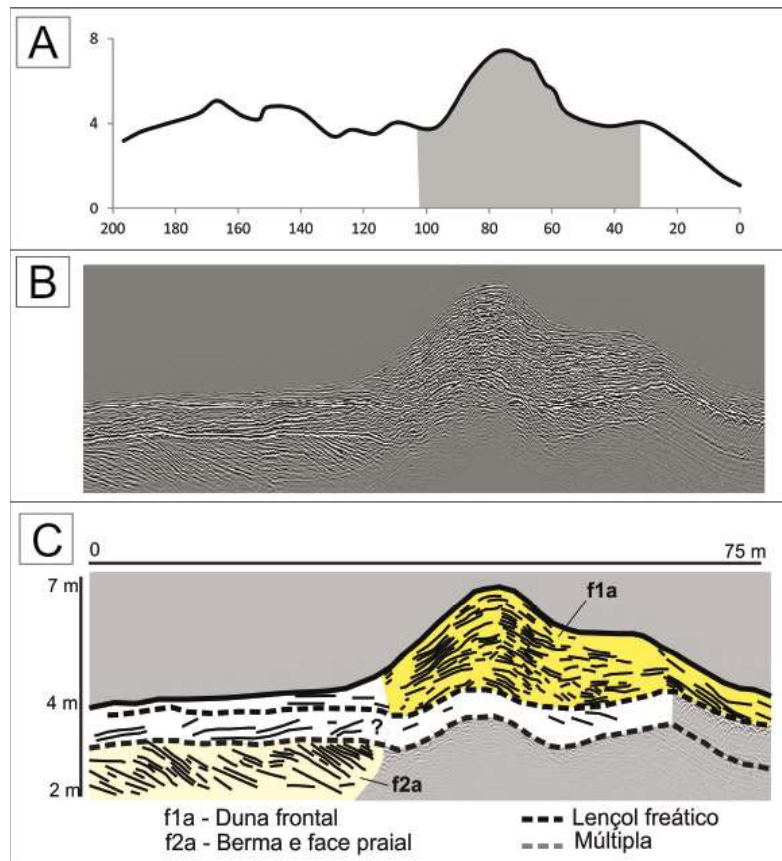 A
8
4
0
200 180 160 140 120 100 80 60 40 20 0
B
C
0 75 m
7 m
f1a
4 m
?
f2a
2 m
f1a - Duna frontal
f2a - Berma e face praial
Lençol freático
Múltipla